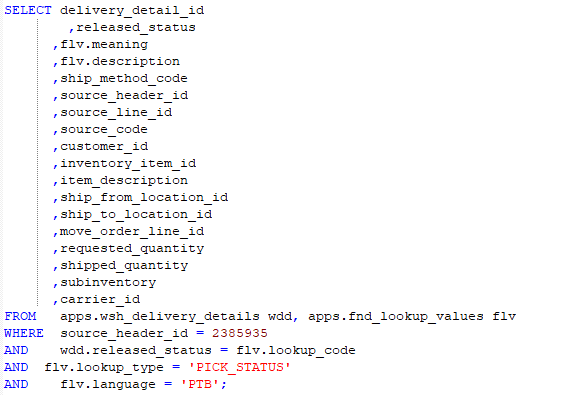 SELECT delivery_detail_id
,released_status
,flv.meaning
,flv.description
,ship_method_code
,source_header_id
,source_line_id
,source_code
,customer_id
,inventory_item_id
,item_description
,ship_from_location_id
,ship_to_location_id
,move_order_line_id
,requested_quantity
,shipped_quantity
,subinventory
,carrier_id
FROM apps.wsh_delivery_details wdd, apps.fnd_lookup_values flv
WHERE source_header_id = 2385935
AND wdd.released_status = flv.lookup_code
AND flv.lookup_type = 'PICK_STATUS'
AND flv.language = 'PTB';